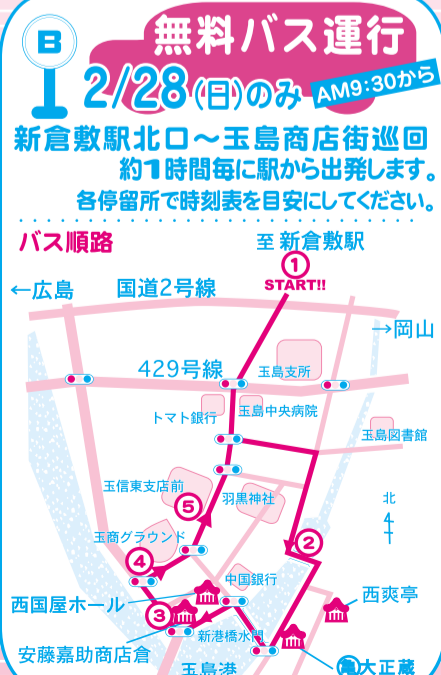 B
無料バス運行
2/28(日)のみ AM9:30から
新倉敷駅北口～玉島商店街巡回
約1時間毎に駅から出発します。
各停留所で時刻表を目安にしてください。
バス順路
至 新倉敷駅
①
START!!
←広島
国道2号線
→岡山
429号線
玉島支所
トマト銀行
玉島中央病院
玉島図書館
玉信東支店前
羽黒神社
⑤
北
玉商グラウンド
②
④
中国銀行
西国屋ホール
西爽亭
③
新港橋水門
安藤嘉助商店倉
玉島港
大正蔵